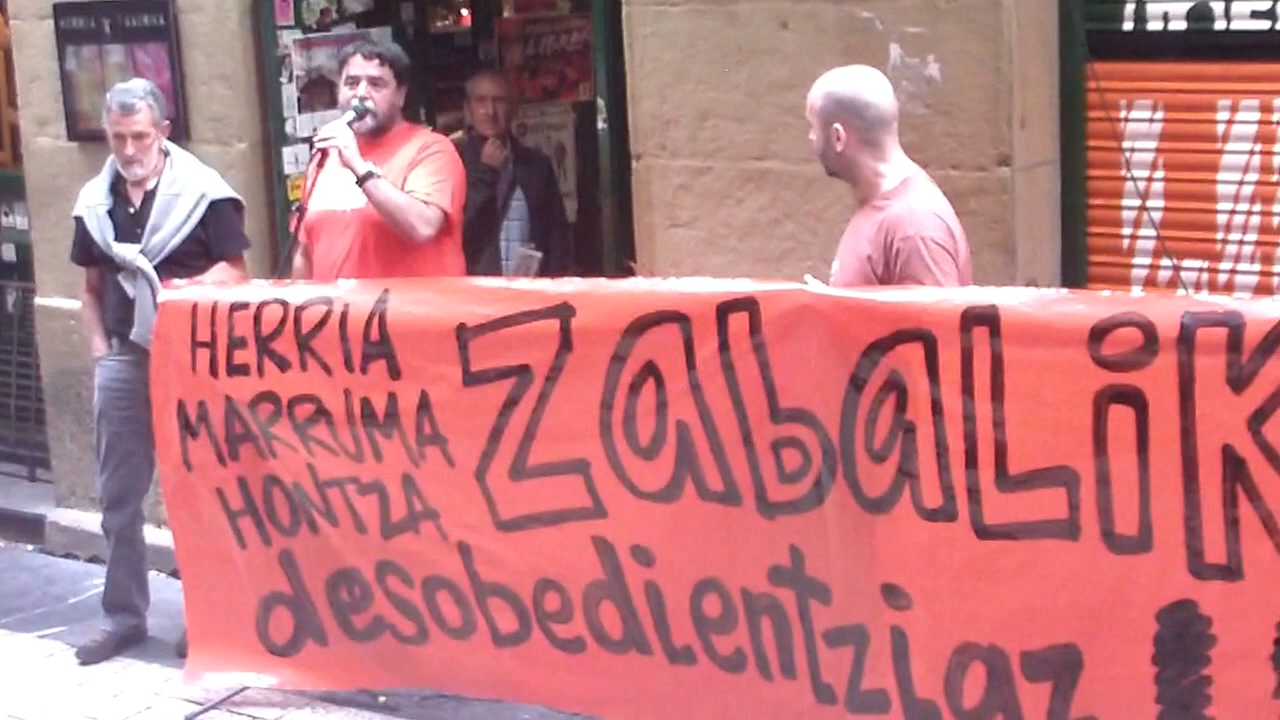 HERRIA
MARRUMA
HONTZA
ZabaLiK
desobedientziaz !!